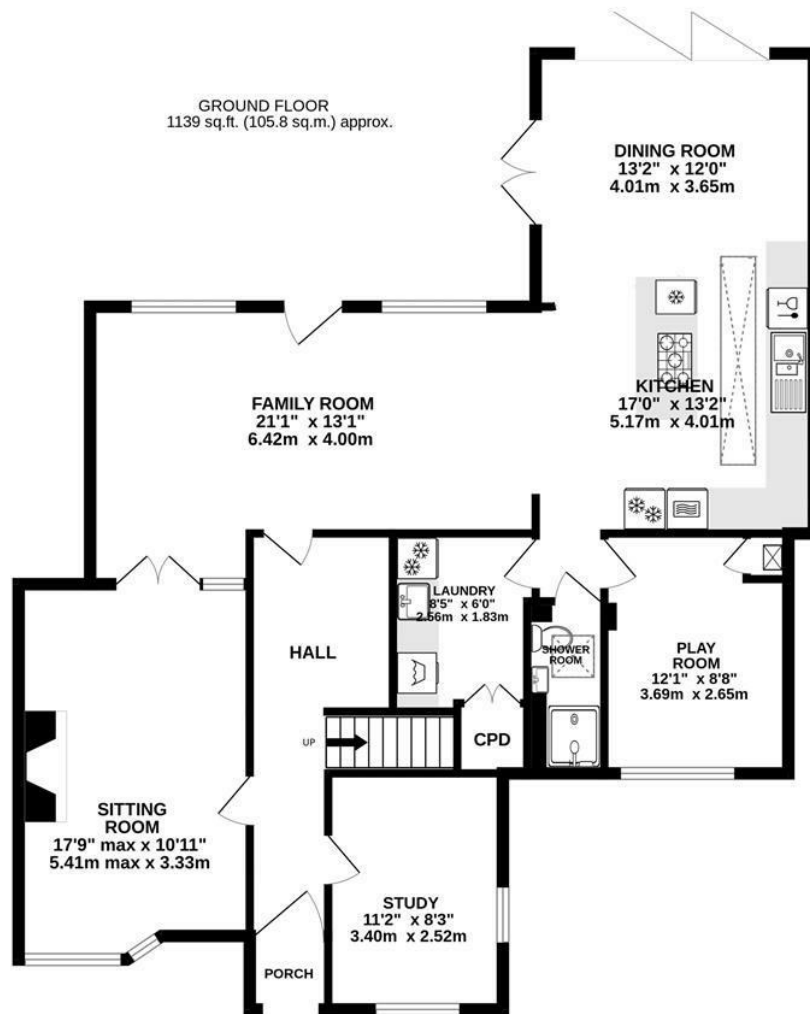 GROUND FLOOR
1139 sq.ft. (105.8 sq.m.) approx.
DINING ROOM
13'2" x 12'0"
4.01m x 3.65m
KITCHEN
17'0" x 13'2"
5.17m x 4.01m
FAMILY ROOM
21'1" x 13'1"
6.42m x 4.00m
LAUNDRY
8'5" x 6'0"
2.56m x 1.83m
HALL
SHOWER
ROOM
PLAY
ROOM
12'1" x 8'8"
3.69m x 2.65m
UP
CPD
SITTING
ROOM
17'9" max x 10'11"
5.41m max x 3.33m
STUDY
11'2" x 8'3"
3.40m x 2.52m
PORCH